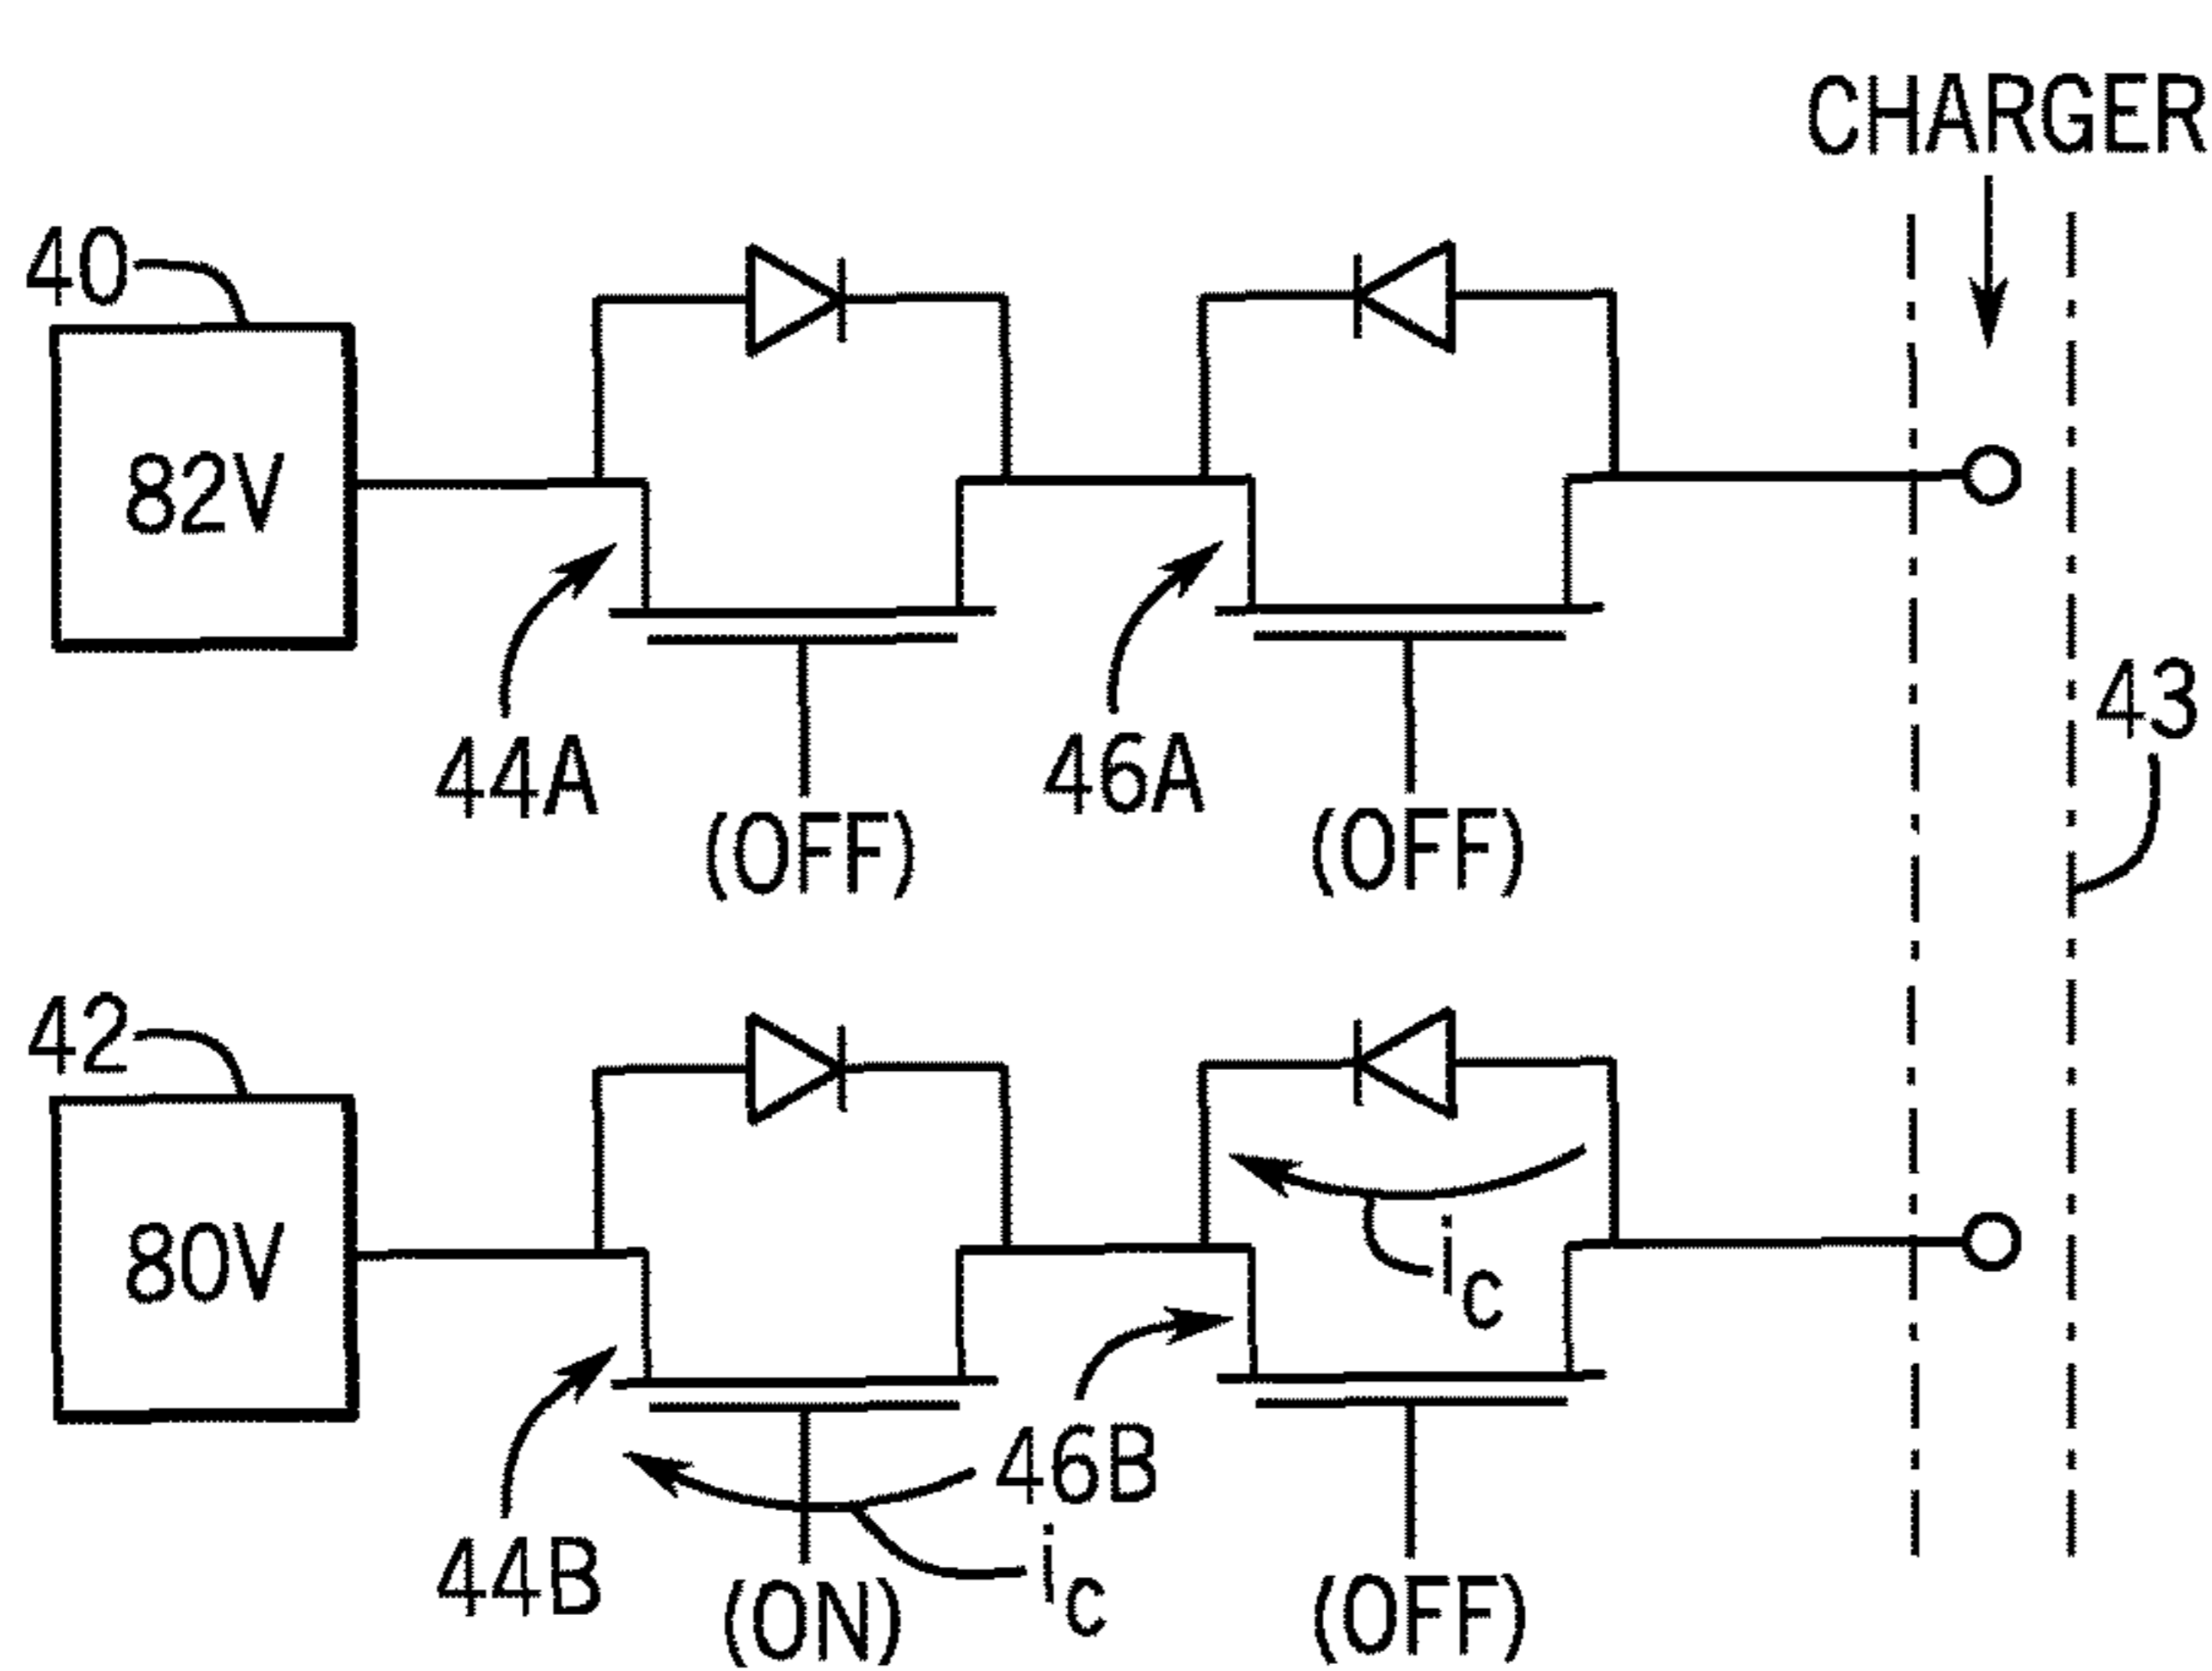 CHARGER
40
82V
43
44A
46A
(OFF)
(OFF)
42
80V
ic
46B
44B
ic
(ON)
(OFF)